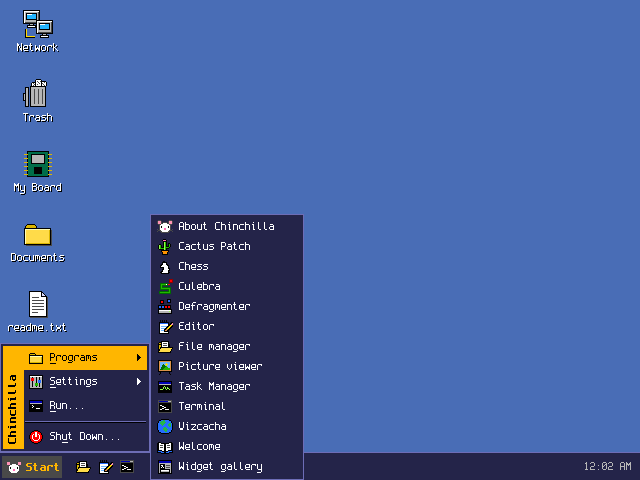 Network
Trash
My Board
Documents
readme.txt
Chinchilla
Programs
Settings
Run...
Shut Down...
About Chinchilla
Cactus Patch
Chess
Culebra
Defragmenter
Editor
File manager
Picture viewer
Task Manager
Terminal
Vizcacha
Welcome
Widget gallery
Start
12:02 AM